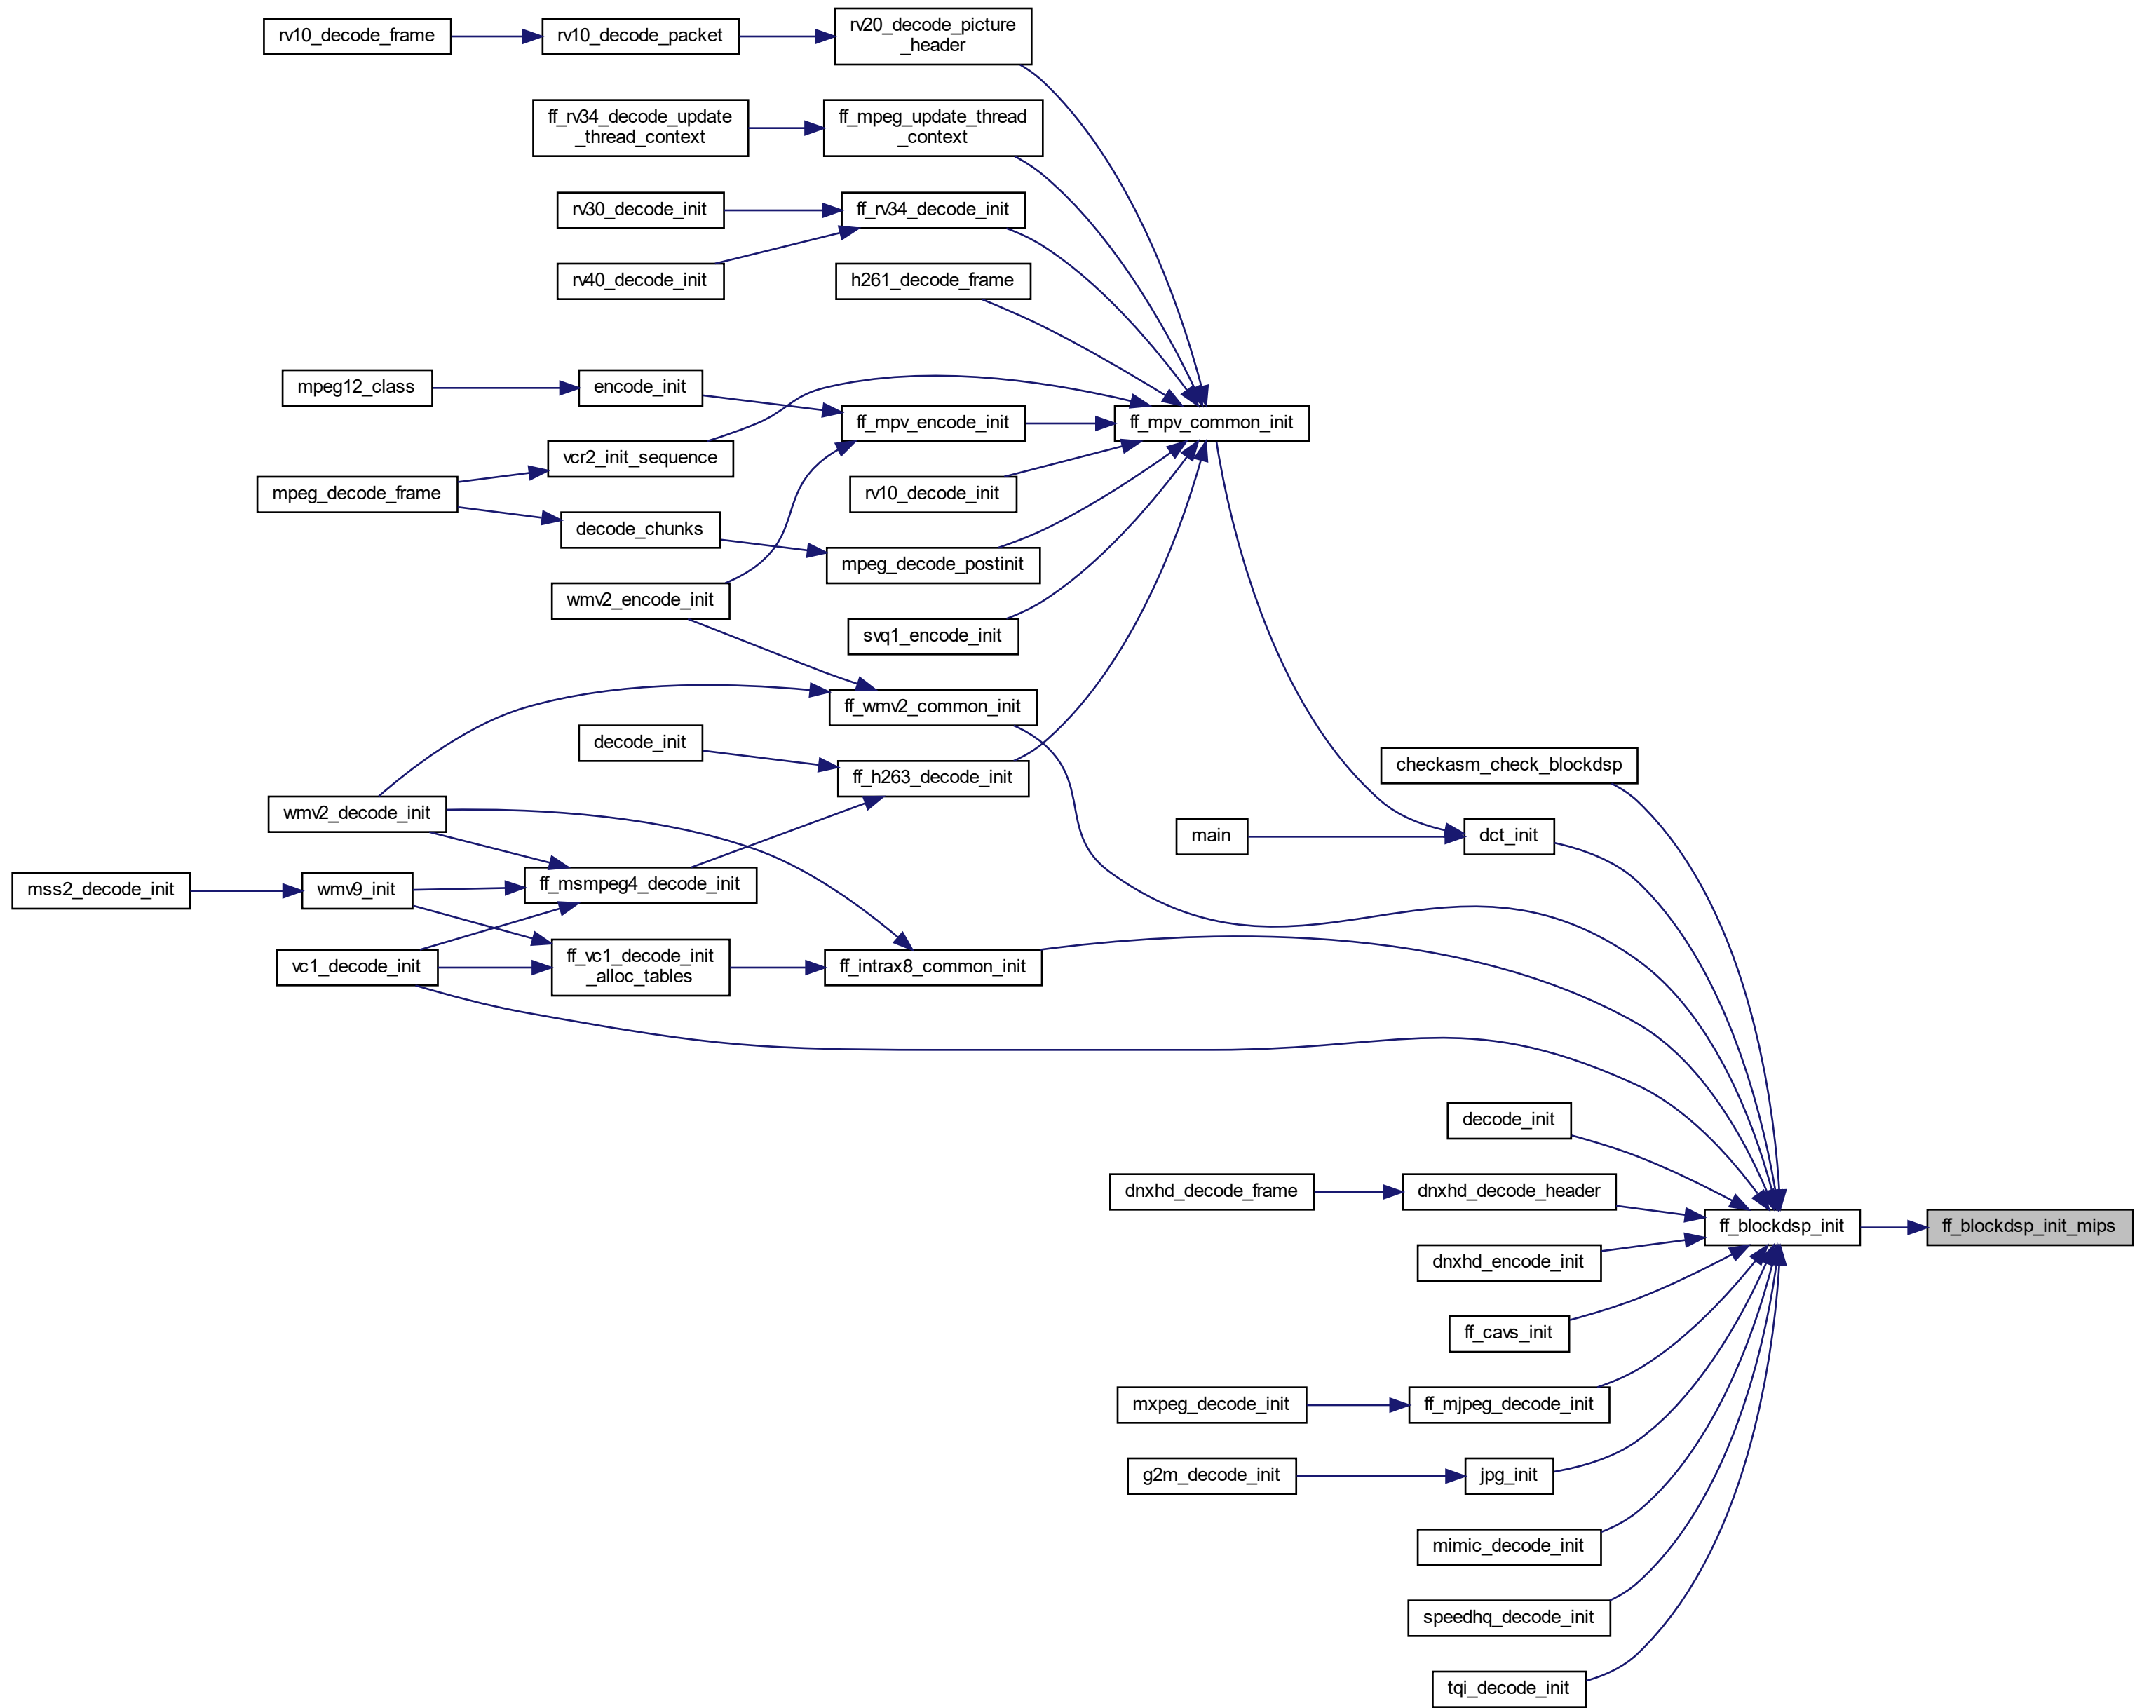 rv10_decode_frame
rv10_decode_packet
rv20_decode_picture
_header
ff_rv34_decode_update
_thread_context
ff_mpeg_update_thread
_context
rv30_decode_init
ff_rv34_decode_init
rv40_decode_init
h261_decode_frame
mpeg12_class
encode_init
ff_mpv_encode_init
ff_mpv_common_init
vcr2_init_sequence
mpeg_decode_frame
rv10_decode_init
decode_chunks
mpeg_decode_postinit
wmv2_encode_init
svq1_encode_init
ff_wmv2_common_init
decode_init
ff_h263_decode_init
checkasm_check_blockdsp
wmv2_decode_init
main
dct_init
mss2_decode_init
wmv9_init
ff_msmpeg4_decode_init
vc1_decode_init
ff_vc1_decode_init
_alloc_tables
ff_intrax8_common_init
decode_init
dnxhd_decode_frame
dnxhd_decode_header
ff_blockdsp_init
ff_blockdsp_init_mips
dnxhd_encode_init
ff_cavs_init
mxpeg_decode_init
ff_mjpeg_decode_init
g2m_decode_init
jpg_init
mimic_decode_init
speedhq_decode_init
tqi_decode_init